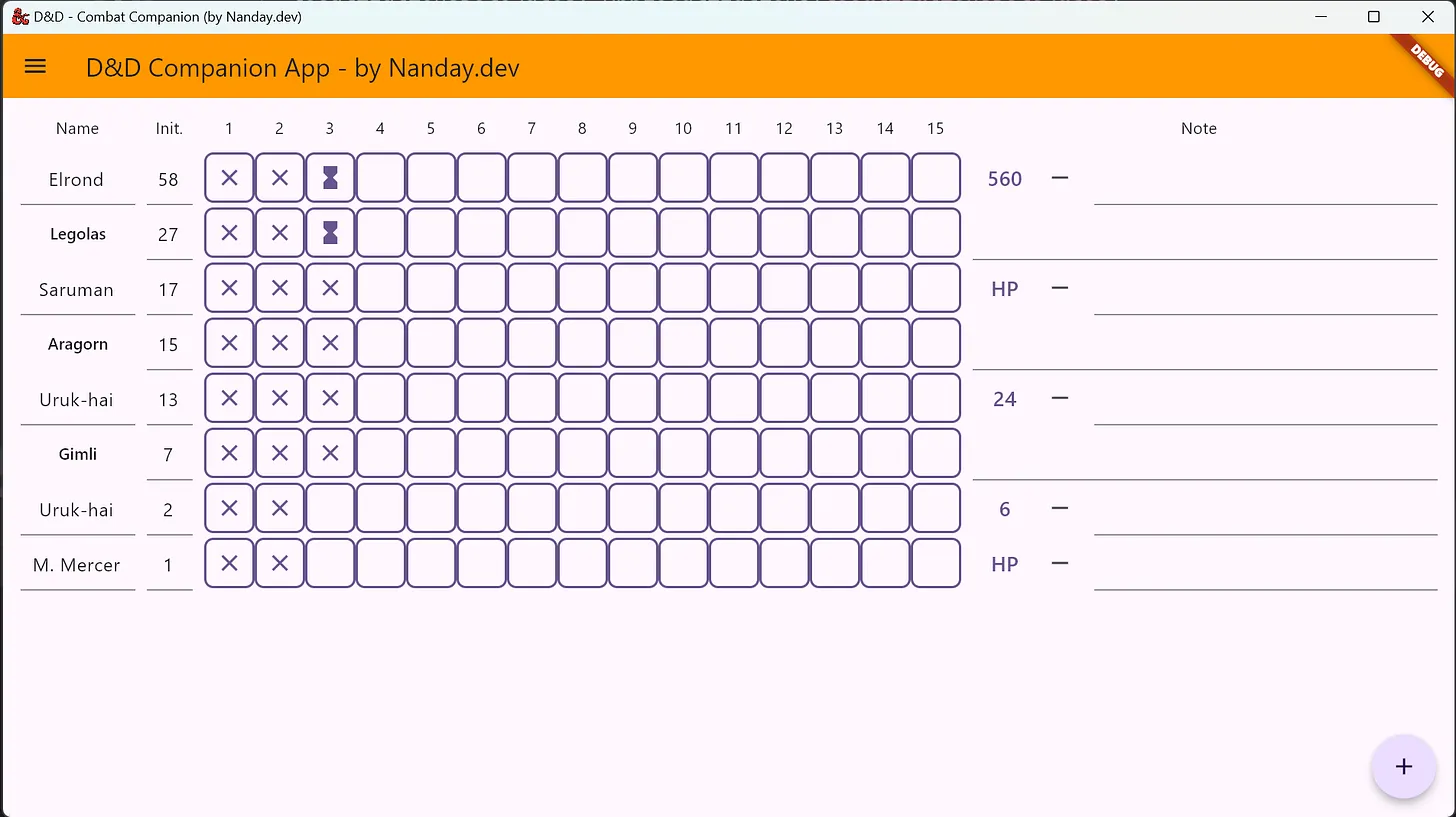 D&D - Combat Companion (by Nanday.dev)
D&D Companion App - by Nanday.dev
DEBUG
Name Init. 1 2 3 4 5 6 7 8 9 10 11 12 13 14 15 Note
Elrond 58 560
Legolas 27
Saruman 17 HP
Aragorn 15
Uruk-hai 13 24
Gimli 7
Uruk-hai 2 6
M. Mercer 1 HP